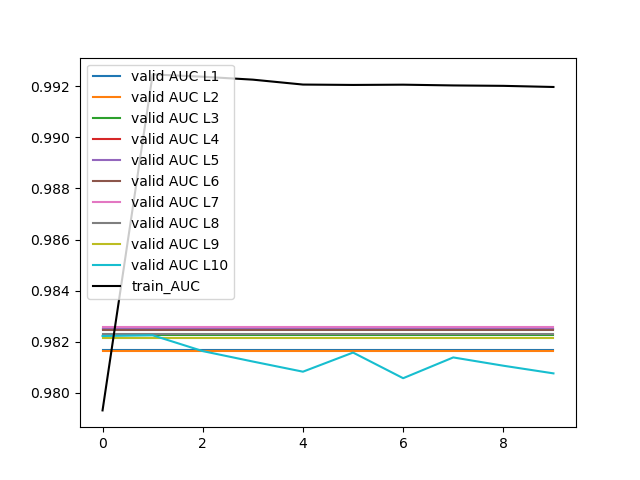 0.992
0.990
0.988
0.986
0.984
0.982
0.980
valid AUC L1
valid AUC L2
valid AUC L3
valid AUC L4
valid AUC L5
valid AUC L6
valid AUC L7
valid AUC L8
valid AUC L9
valid AUC L10
train_AUC
0 2 4 6 8